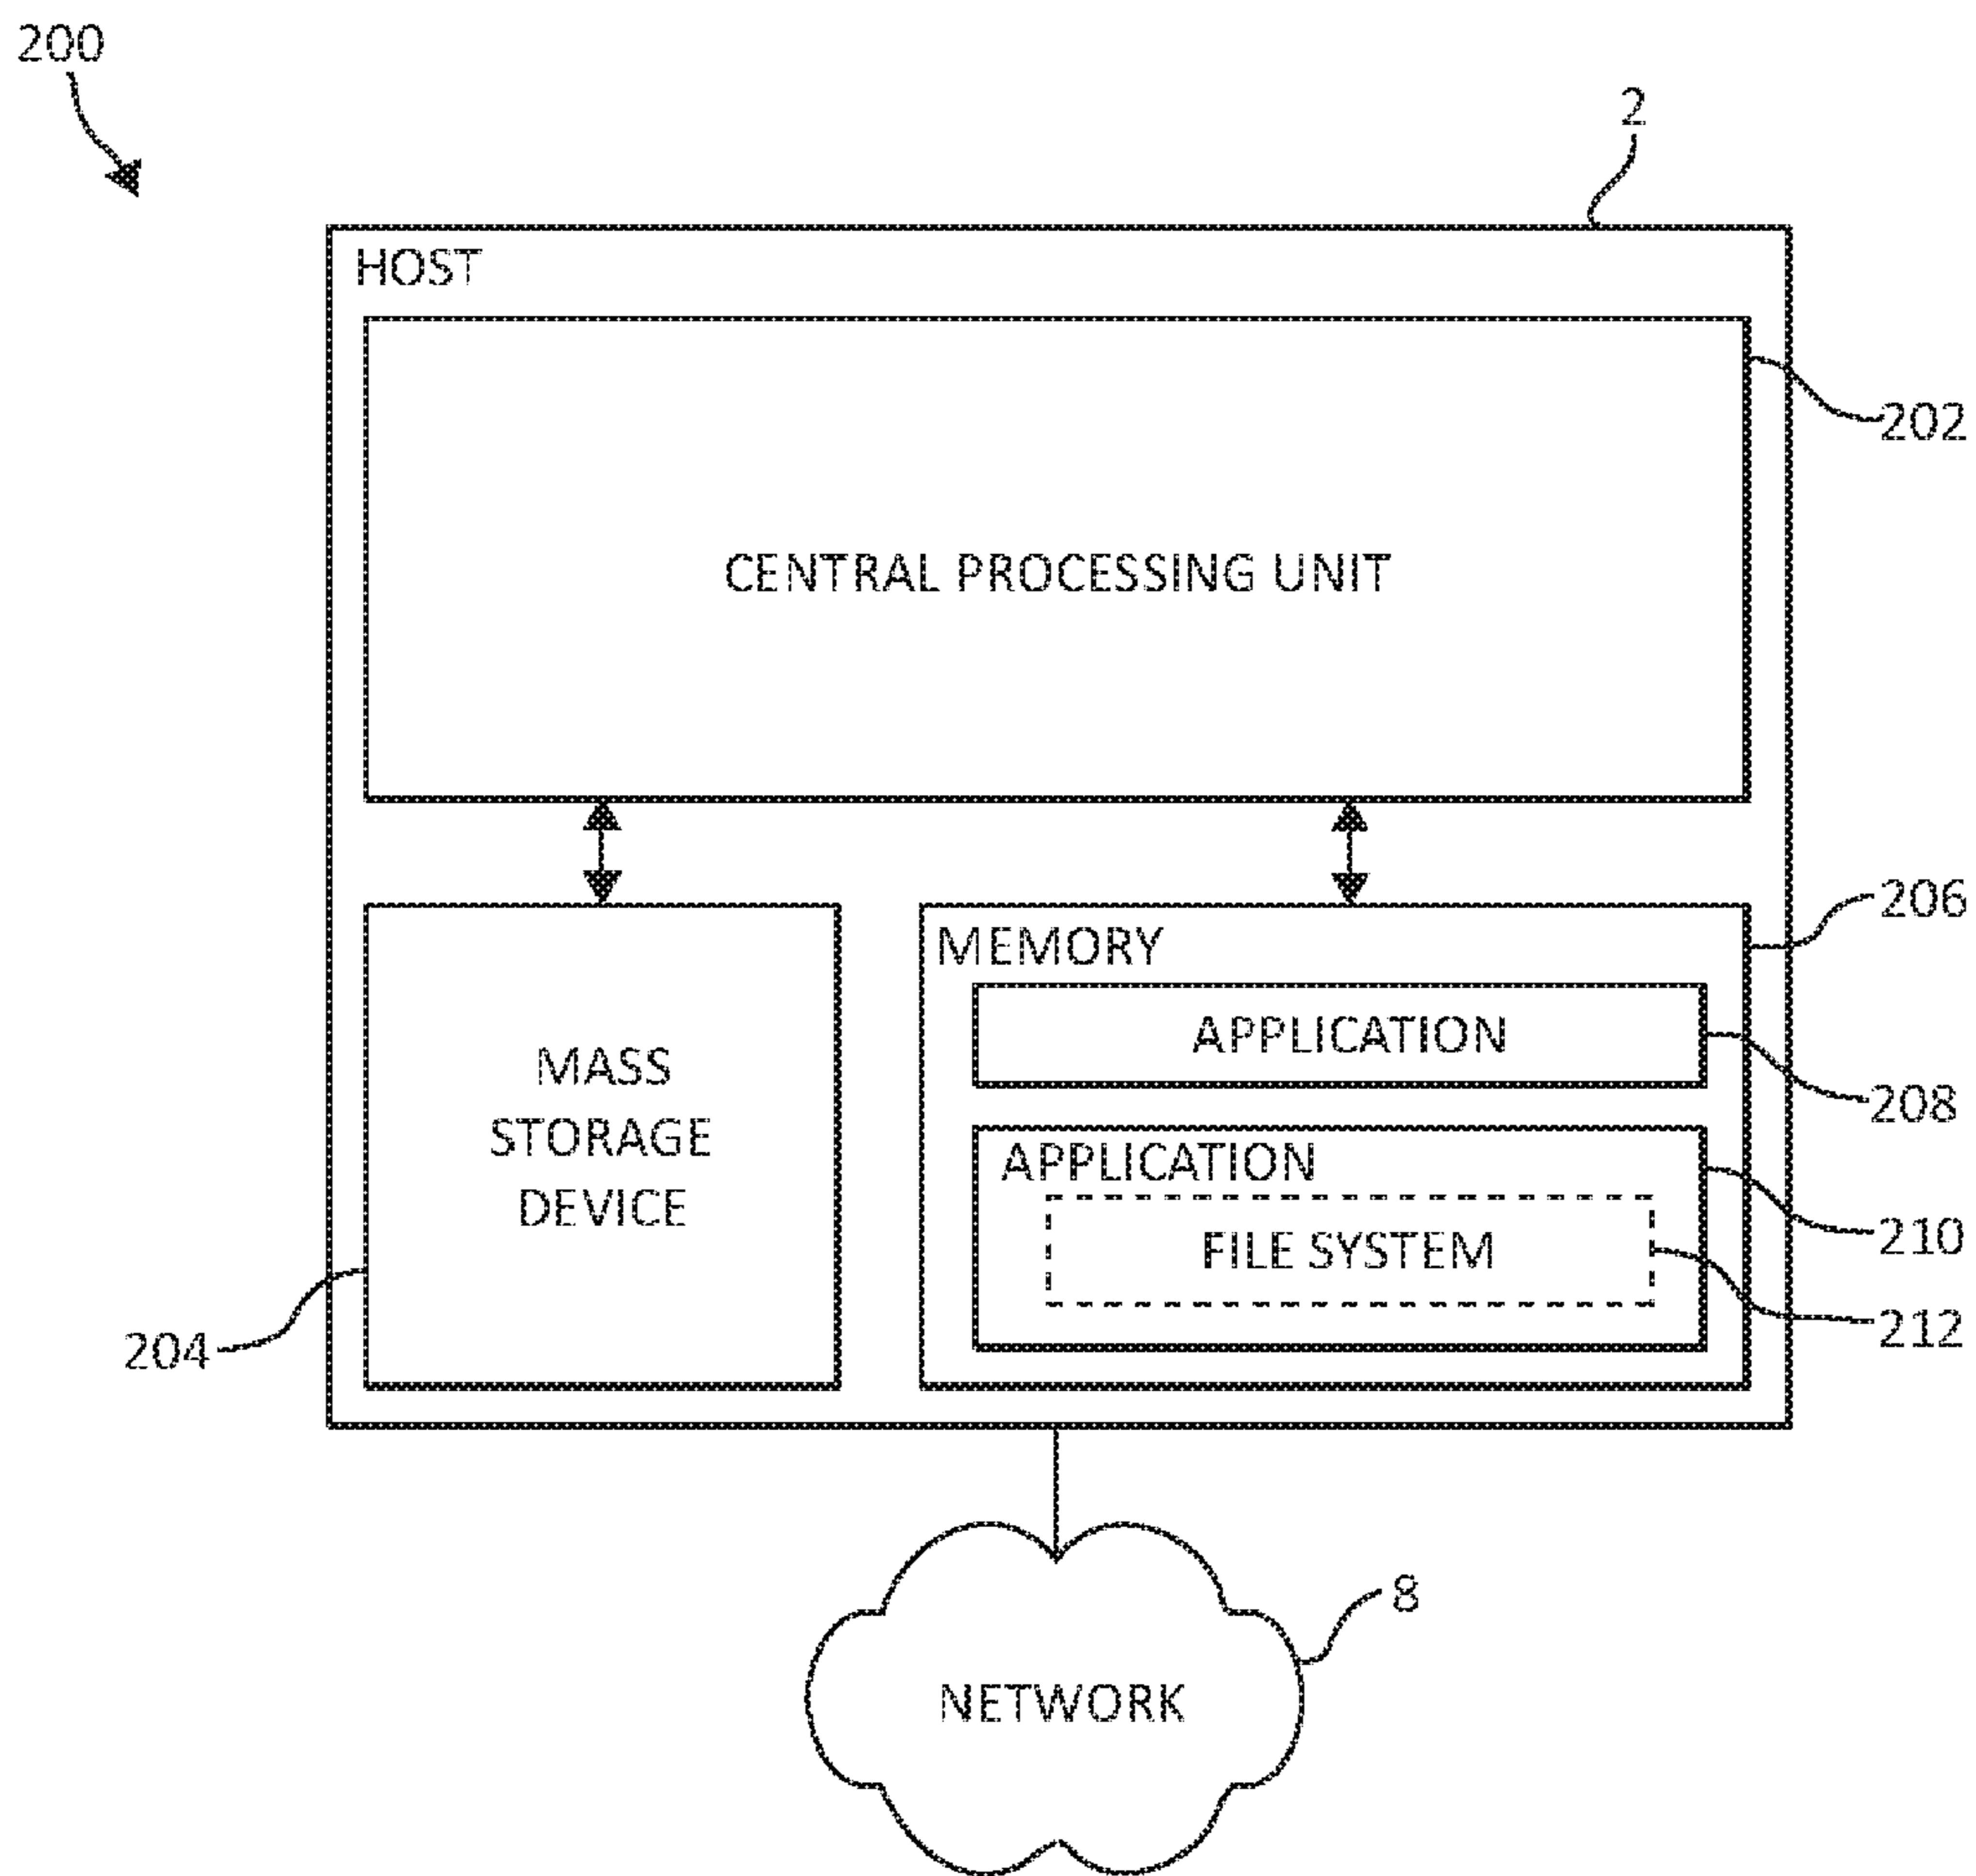 200
2
HOST
202
CENTRAL PROCESSING UNIT
206
MEMORY
APPLICATION
208
MASS
STORAGE
DEVICE
APPLICATION
210
FILE SYSTEM
212
204
8
NETWORK